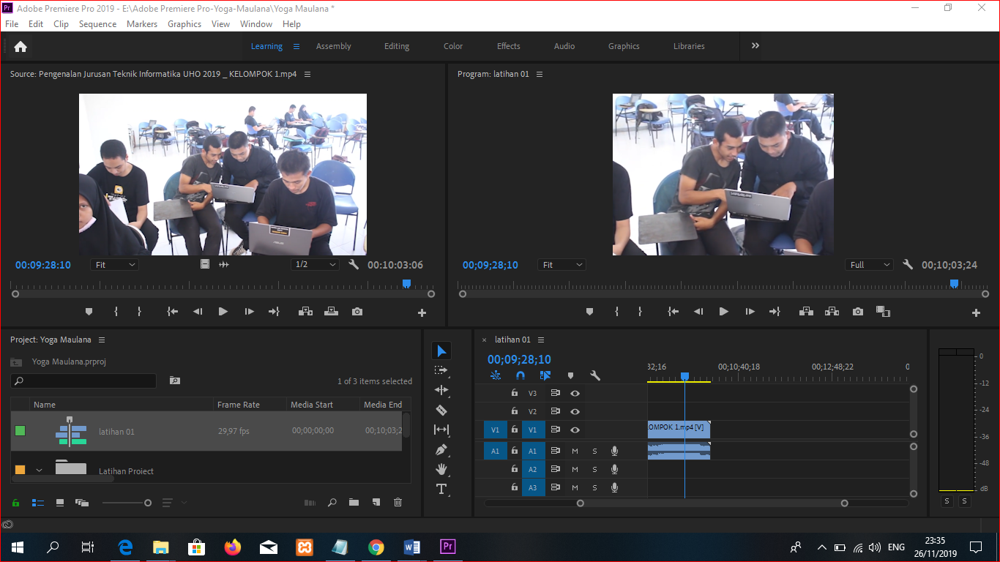 Adobe Premiere Pro 2019 - E:\Adobe Premiere Pro-Yoga-Maulana\Yoga Maulana *
File Edit Clip Sequence Markers Graphics View Window Help
Learning Assembly Editing Color Effects Audio Graphics Libraries
Source: Pengenalan Jurusan Teknik Informatika UHO 2019 _ KELOMPOK 1.mp4
Program: latihan 01
00:09:28:10 Fit 1/2 00:10:03:06
00;09;28;10 Fit Full 00;10;03;24
Project: Yoga Maulana
Yoga Maulana.prproj
1 of 3 items selected
Name Frame Rate Media Start Media End
latihan 01 29,97 fps 00;00;00;00 00;10;03;2
Latihan Project
× latihan 01
00;09;28;10
32;16 00;10;40;18 00;12;48;22 0
V3
V2
V1 V1 OMPOK 1.mp4 [V]
A1 A1 M S
A2 M S
A3 M S
0
-12
-24
-36
-48
dB
S S
ENG
23:35
26/11/2019